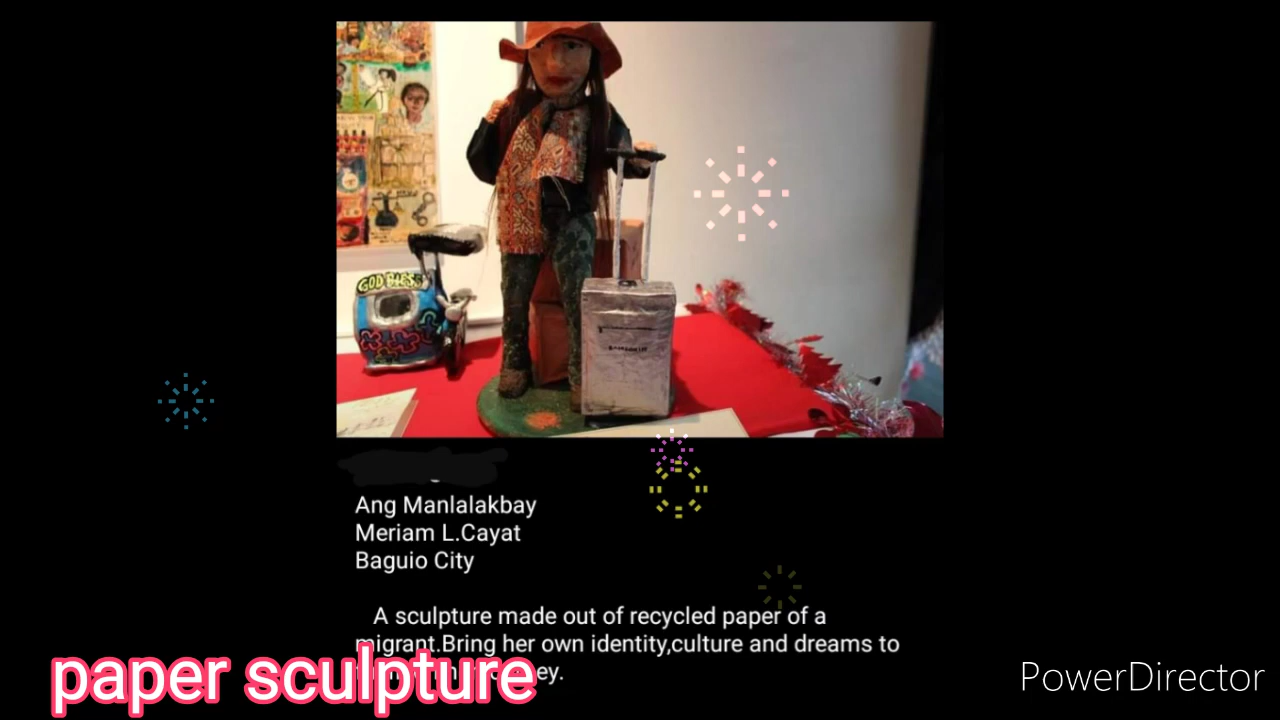 GOD BLESS
Ang Manlalakbay
Meriam L.Cayat
Baguio City
A sculpture made out of recycled paper of a
migrant.Bring her own identity,culture and dreams to
paper sculpture
PowerDirector